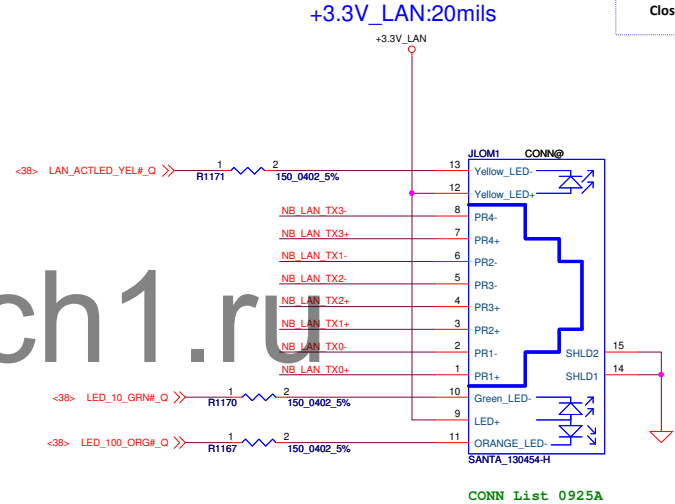 +3.3V_LAN:20mils
Clos
+3.3V_LAN
JLOM1 CONN@
<38> LAN_ACTLED_YEL#_Q 1 2 13 Yellow_LED-
R1171 150_0402_5%
12 Yellow_LED+
NB_LAN_TX3- 8 PR4-
NB_LAN_TX3+ 7 PR4+
NB_LAN_TX1- 6 PR2-
NB_LAN_TX2- 5 PR3-
NB_LAN_TX2+ 4 PR3+
NB_LAN_TX1+ 3 PR2+
ch1.ru
NB_LAN_TX0- 2 PR1- SHLD2 15
NB_LAN_TX0+ 1 PR1+ SHLD1 14
<38> LED_10_GRN#_Q 1 2 10 Green_LED-
R1170 150_0402_5%
9 LED+
<38> LED_100_ORG#_Q 1 2 11 ORANGE_LED-
R1167 150_0402_5%
SANTA_130454-H
CONN List 0925A